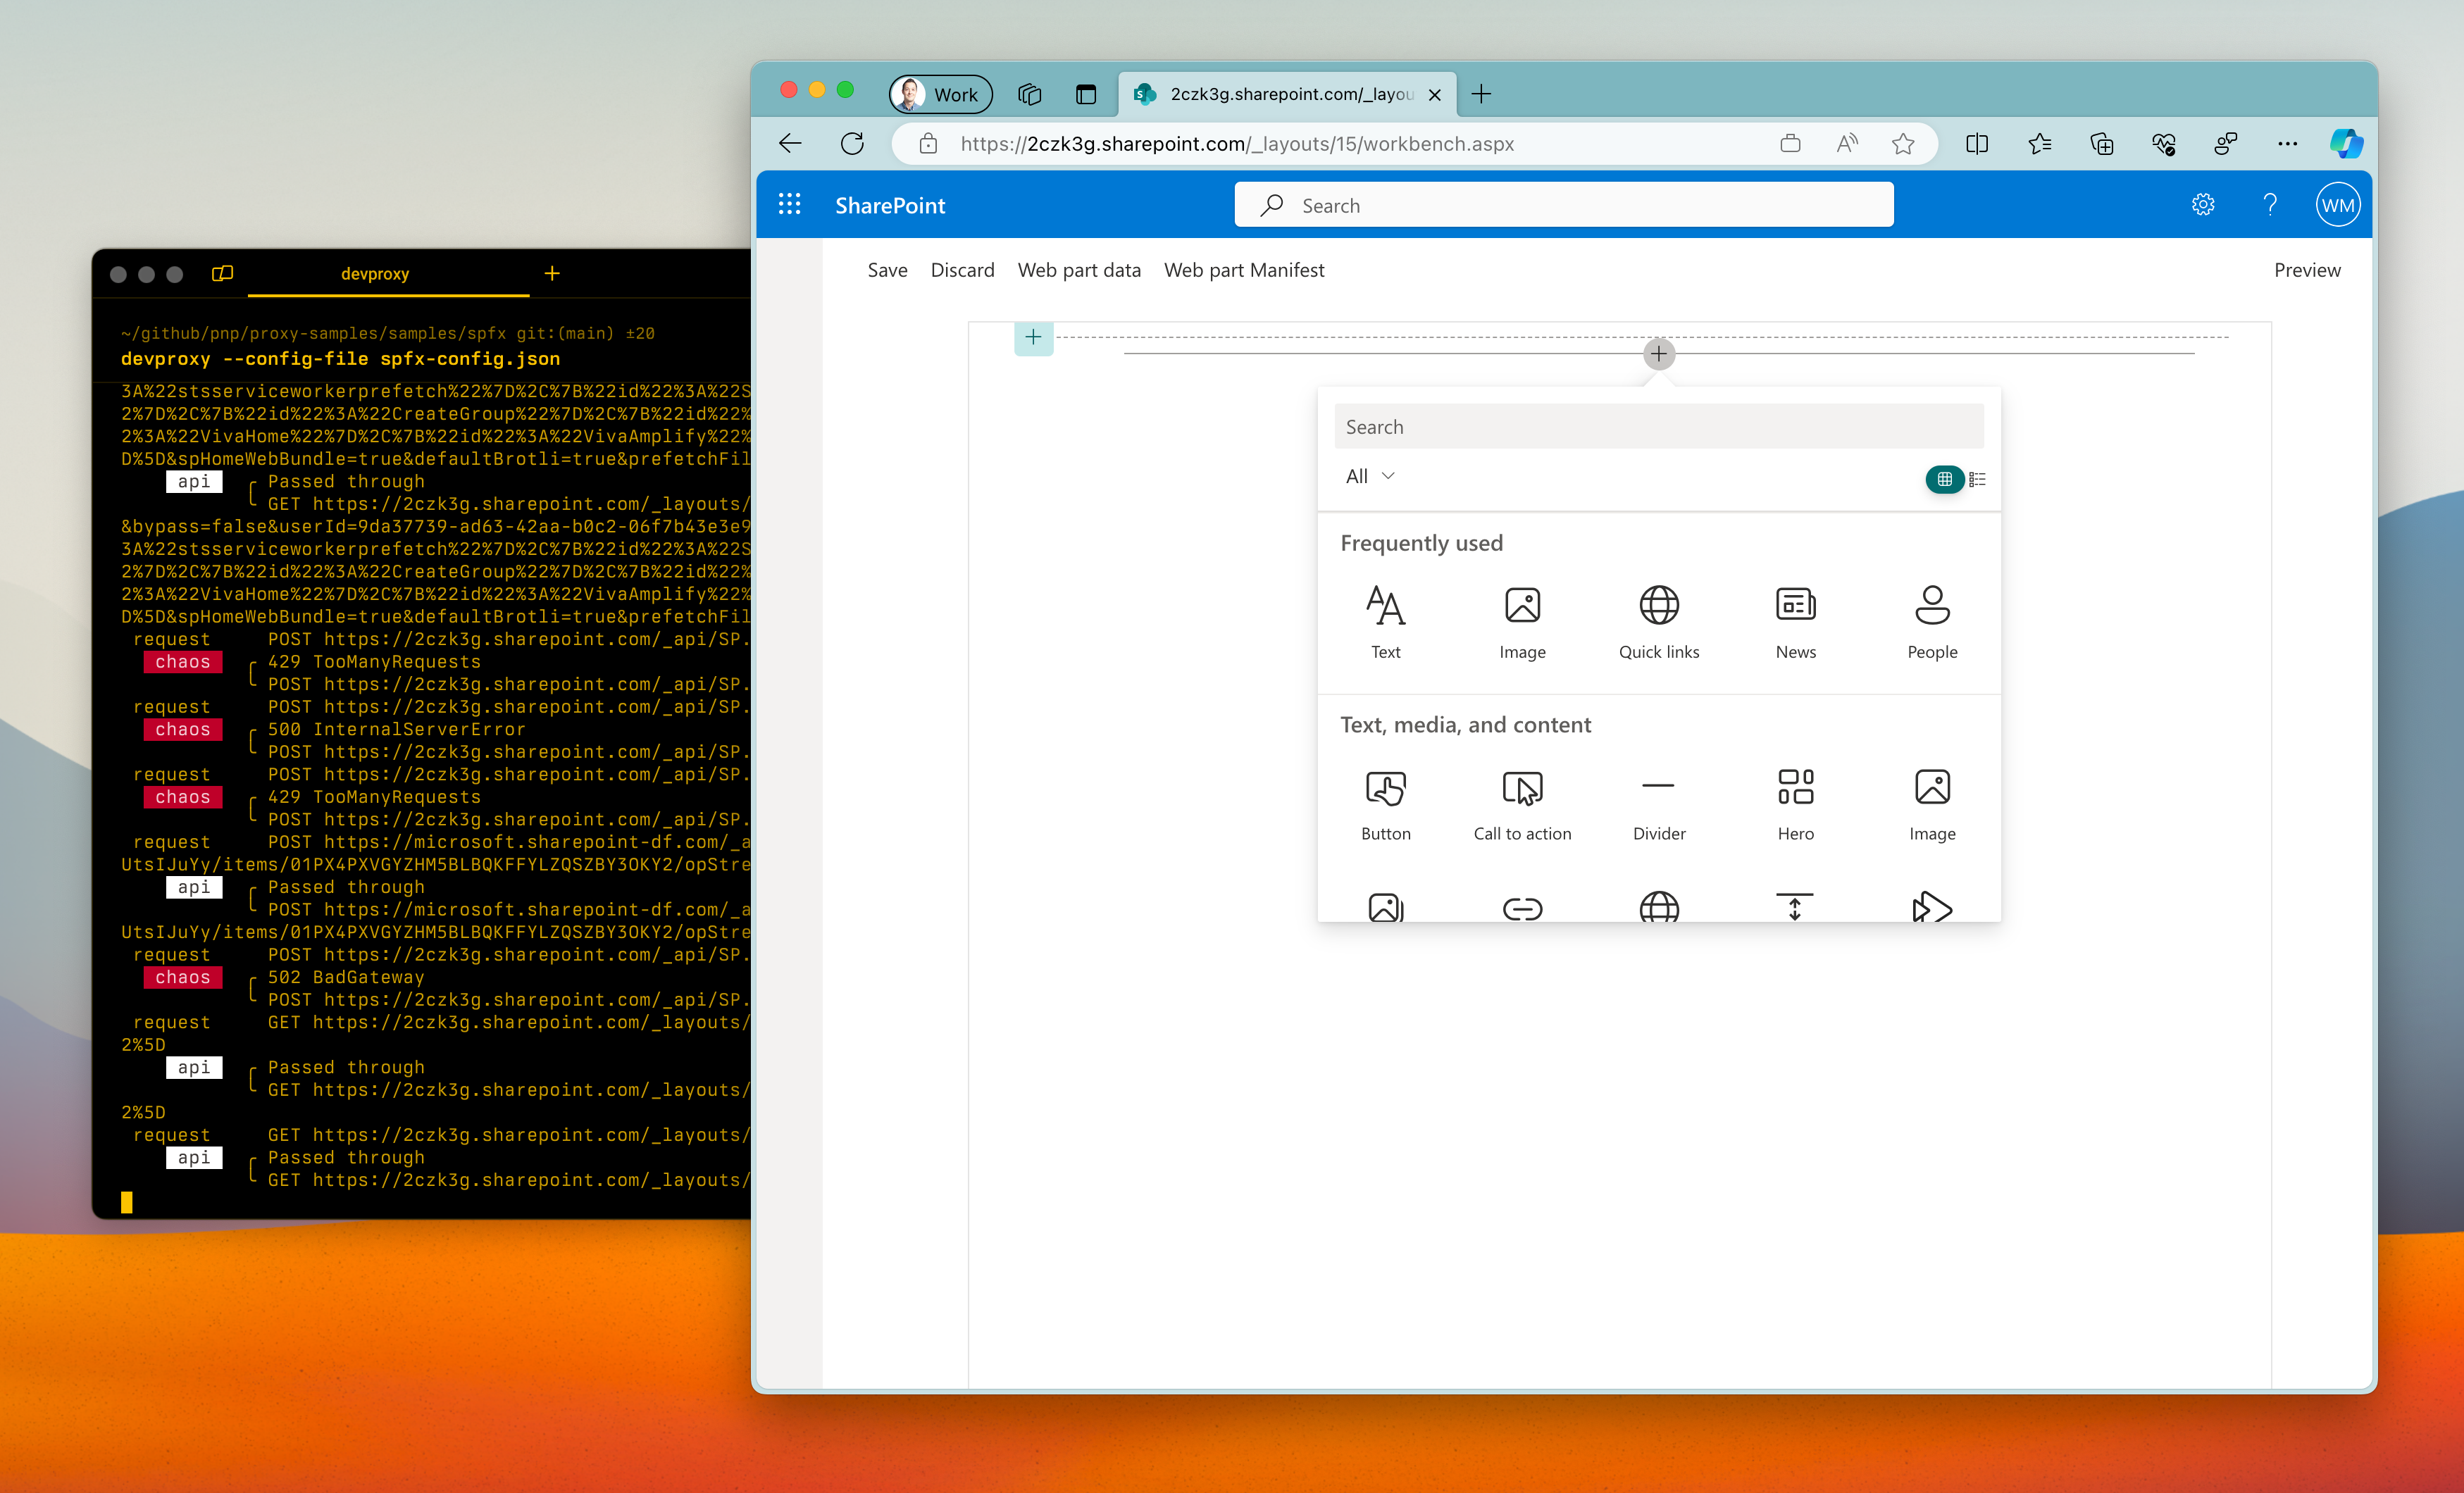 devproxy
~/github/pnp/proxy-samples/samples/spfx git:(main) ±20
devproxy --config-file spfx-config.json
3A%22stsserviceworkerprefetch%22%7D%2C%7B%22id%22%3A%22S
2%7D%2C%7B%22id%22%3A%22CreateGroup%22%7D%2C%7B%22id%22%
2%3A%22VivaHome%22%7D%2C%7B%22id%22%3A%22VivaAmplify%22%
D%5D&spHomeWebBundle=true&defaultBrotli=true&prefetchFil
api Passed through
GET https://2czk3g.sharepoint.com/_layouts/
&bypass=false&userId=9da37739-ad63-42aa-b0c2-06f7b43e3e9
3A%22stsserviceworkerprefetch%22%7D%2C%7B%22id%22%3A%22S
2%7D%2C%7B%22id%22%3A%22CreateGroup%22%7D%2C%7B%22id%22%
2%3A%22VivaHome%22%7D%2C%7B%22id%22%3A%22VivaAmplify%22%
D%5D&spHomeWebBundle=true&defaultBrotli=true&prefetchFil
request POST https://2czk3g.sharepoint.com/_api/SP.
chaos 429 TooManyRequests
POST https://2czk3g.sharepoint.com/_api/SP.
request POST https://2czk3g.sharepoint.com/_api/SP.
chaos 500 InternalServerError
POST https://2czk3g.sharepoint.com/_api/SP.
request POST https://2czk3g.sharepoint.com/_api/SP.
chaos 429 TooManyRequests
POST https://2czk3g.sharepoint.com/_api/SP.
request POST https://microsoft.sharepoint-df.com/_a
UtsIJuYy/items/01PX4PXVGYZHM5BLBQKFFYLZQSZBY3OKY2/opStre
api Passed through
POST https://microsoft.sharepoint-df.com/_a
UtsIJuYy/items/01PX4PXVGYZHM5BLBQKFFYLZQSZBY3OKY2/opStre
request POST https://2czk3g.sharepoint.com/_api/SP.
chaos 502 BadGateway
POST https://2czk3g.sharepoint.com/_api/SP.
request GET https://2czk3g.sharepoint.com/_layouts/
2%5D
api Passed through
GET https://2czk3g.sharepoint.com/_layouts/
2%5D
request GET https://2czk3g.sharepoint.com/_layouts/
api Passed through
GET https://2czk3g.sharepoint.com/_layouts/
Work 2czk3g.sharepoint.com/_layou
https://2czk3g.sharepoint.com/_layouts/15/workbench.aspx
SharePoint Search WM
Save Discard Web part data Web part Manifest Preview
Search
All
Frequently used
Text Image Quick links News People
Text, media, and content
Button Call to action Divider Hero Image